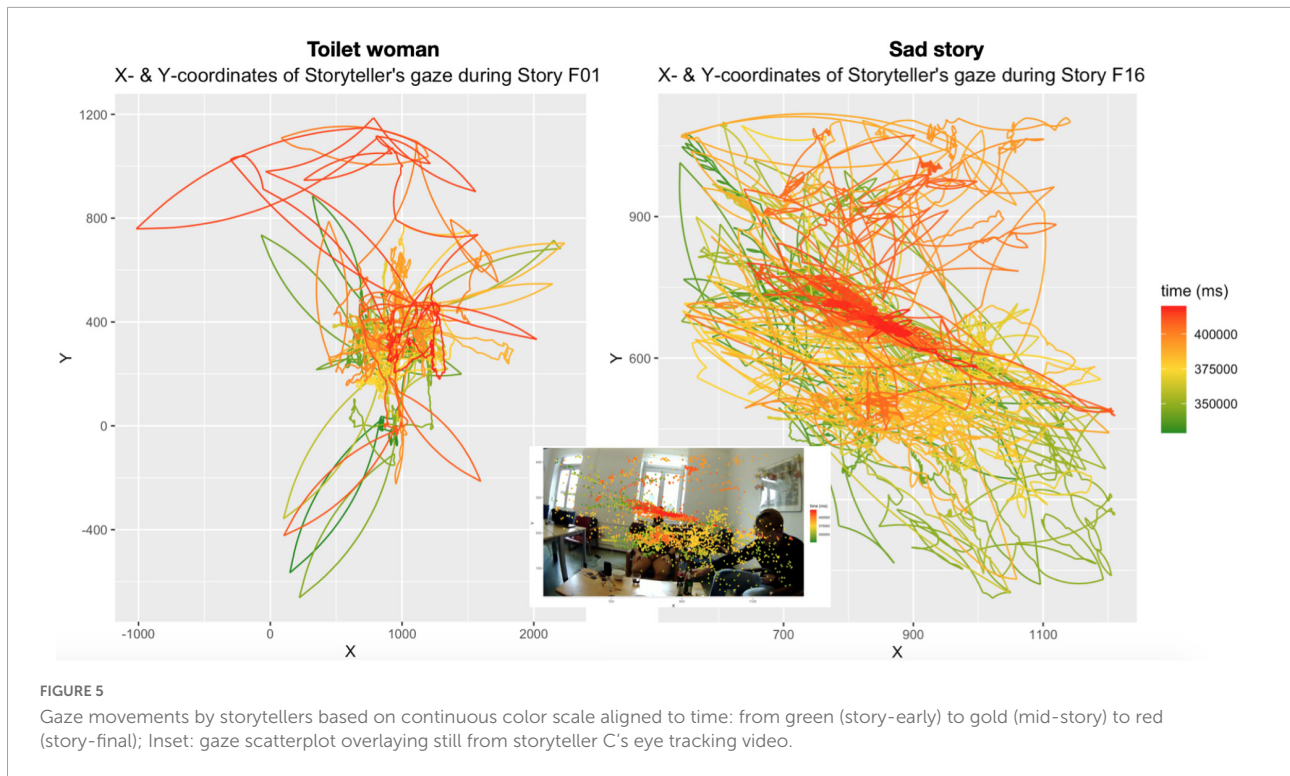 Toilet woman
X- & Y-coordinates of Storyteller's gaze during Story F01
Sad story
X- & Y-coordinates of Storyteller's gaze during Story F16
1200
800
400
0
-400
Y
-1000
0
1000
2000
X
900
600
Y
700
900
1100
X
time (ms)
400000
375000
350000
time (ms)
FIGURE 5
Gaze movements by storytellers based on continuous color scale aligned to time: from green (story-early) to gold (mid-story) to red
(story-final); Inset: gaze scatterplot overlaying still from storyteller C's eye tracking video.